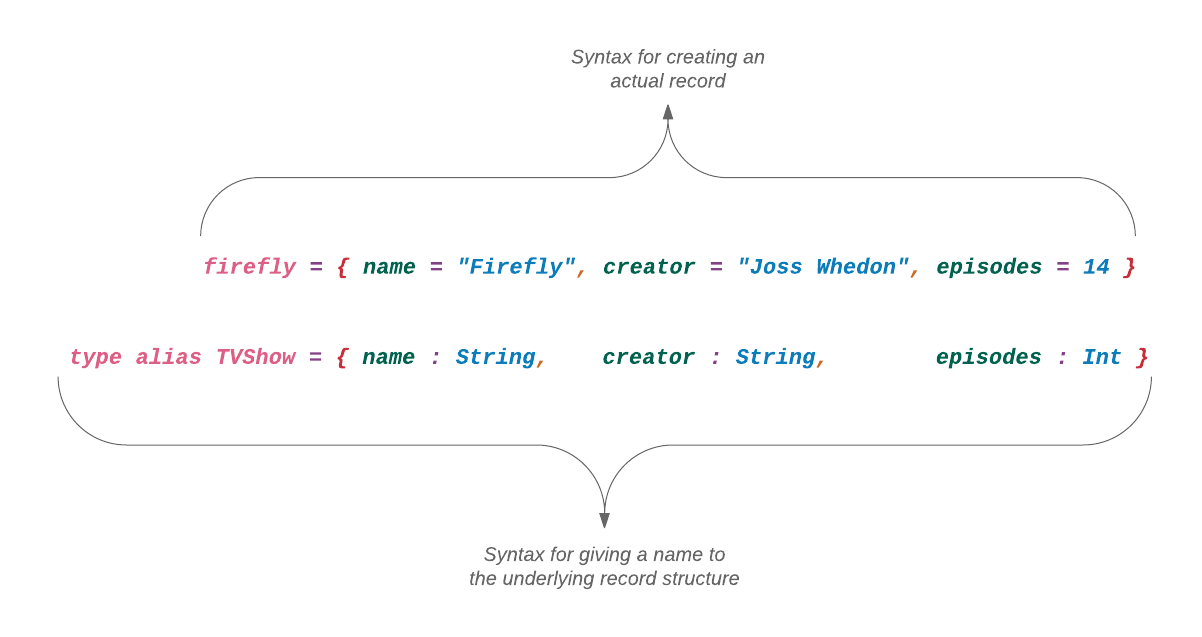 Syntax for creating an
actual record
firefly = { name = "Firefly", creator = "Joss Whedon", episodes = 14 }
type alias TVShow = { name : String, creator : String, episodes : Int }
Syntax for giving a name to
the underlying record structure